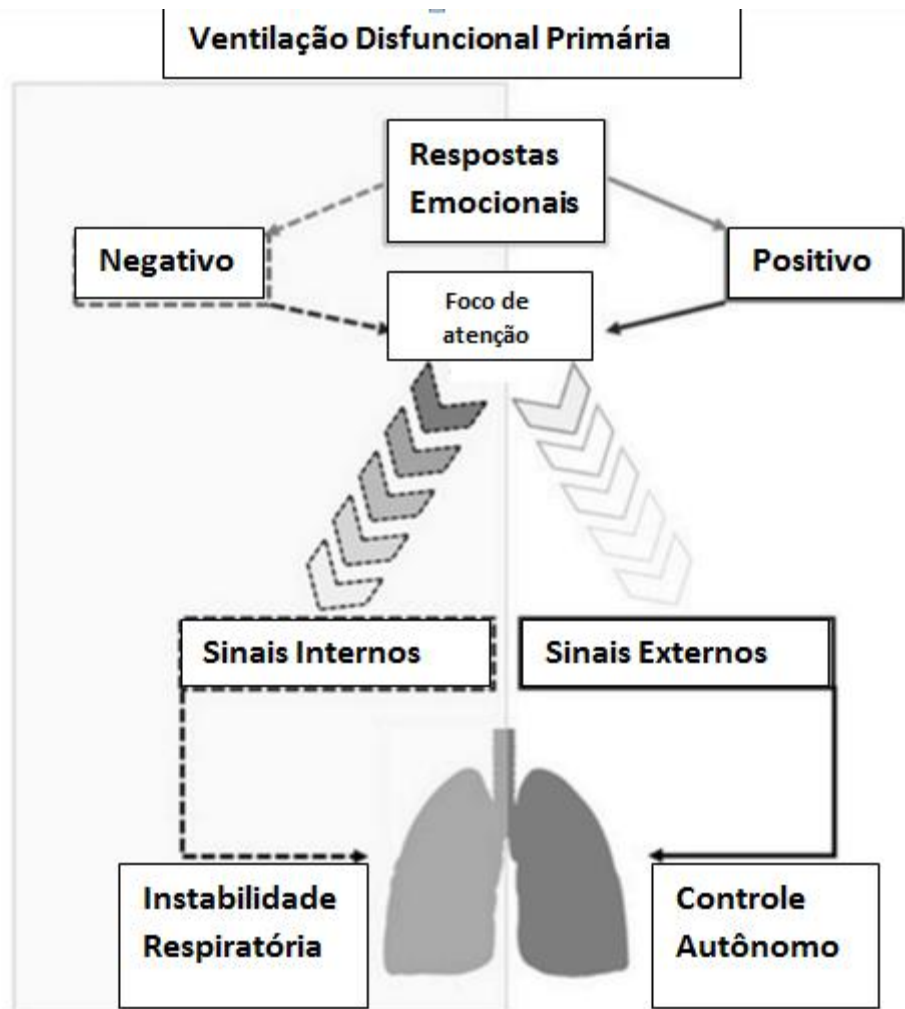 Ventilação Disfuncional Primária
Respostas
Emocionais
Negativo
Positivo
Foco de
atenção
Sinais Internos
Sinais Externos
Instabilidade
Respiratória
Controle
Autônomo